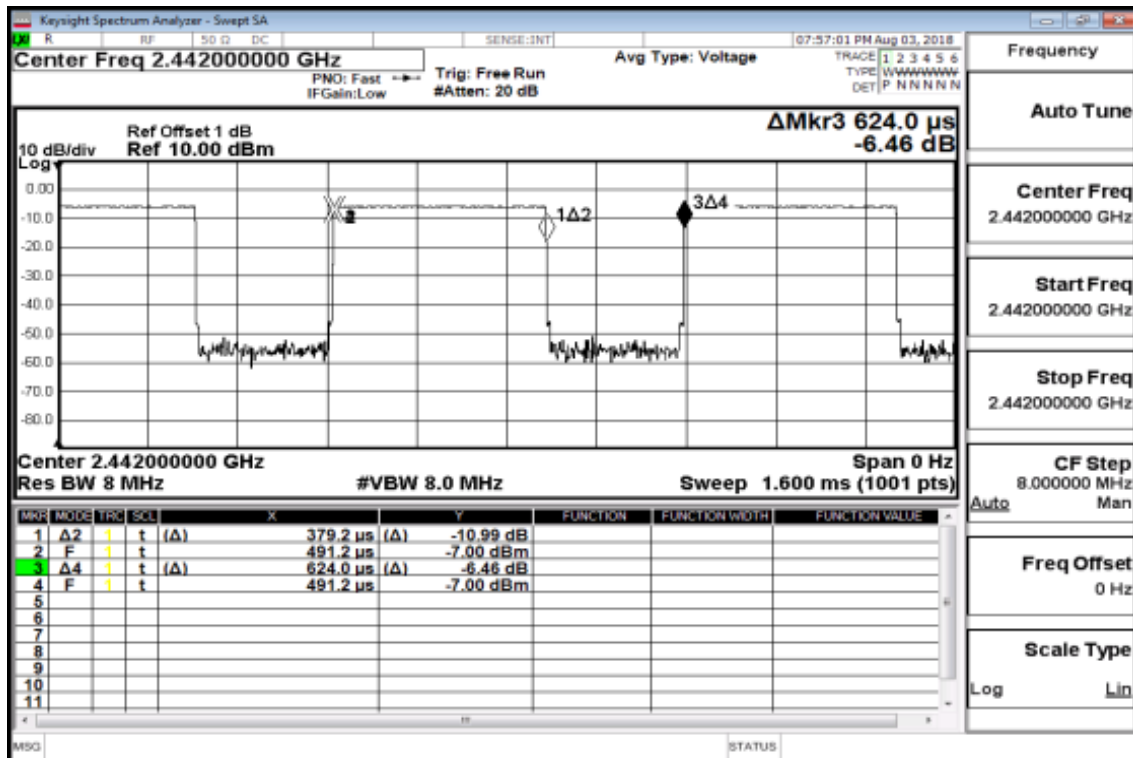 Keysight Spectrum Analyzer - Swept SA
R RF 50 Ω DC SENSE:INT 07:57:01 PM Aug 03, 2018
Center Freq 2.442000000 GHz
Avg Type: Voltage
TRACE 1 2 3 4 5 6
TYPE WWWWWW
DET P N N N N N
PNO: Fast
IFGain:Low
Trig: Free Run
#Atten: 20 dB
Frequency
Auto Tune
Center Freq
2.442000000 GHz
Start Freq
2.442000000 GHz
Stop Freq
2.442000000 GHz
CF Step
8.000000 MHz
Auto Man
Freq Offset
0 Hz
Scale Type
Log Lin
ΔMkr3 624.0 µs
-6.46 dB
Ref Offset 1 dB
10 dB/div Ref 10.00 dBm
Log
0.00
-10.0
-20.0
-30.0
-40.0
-50.0
-60.0
-70.0
-80.0
1Δ2
3Δ4
Center 2.442000000 GHz Span 0 Hz
Res BW 8 MHz #VBW 8.0 MHz Sweep 1.600 ms (1001 pts)
MKR MODE TRC SCL X Y FUNCTION FUNCTION WIDTH FUNCTION VALUE
1 Δ2 1 t (Δ) 379.2 µs (Δ) -10.99 dB
2 F 1 t 491.2 µs -7.00 dBm
3 Δ4 1 t (Δ) 624.0 µs (Δ) -6.46 dB
4 F 1 t 491.2 µs -7.00 dBm
5
6
7
8
9
10
11
MSG STATUS